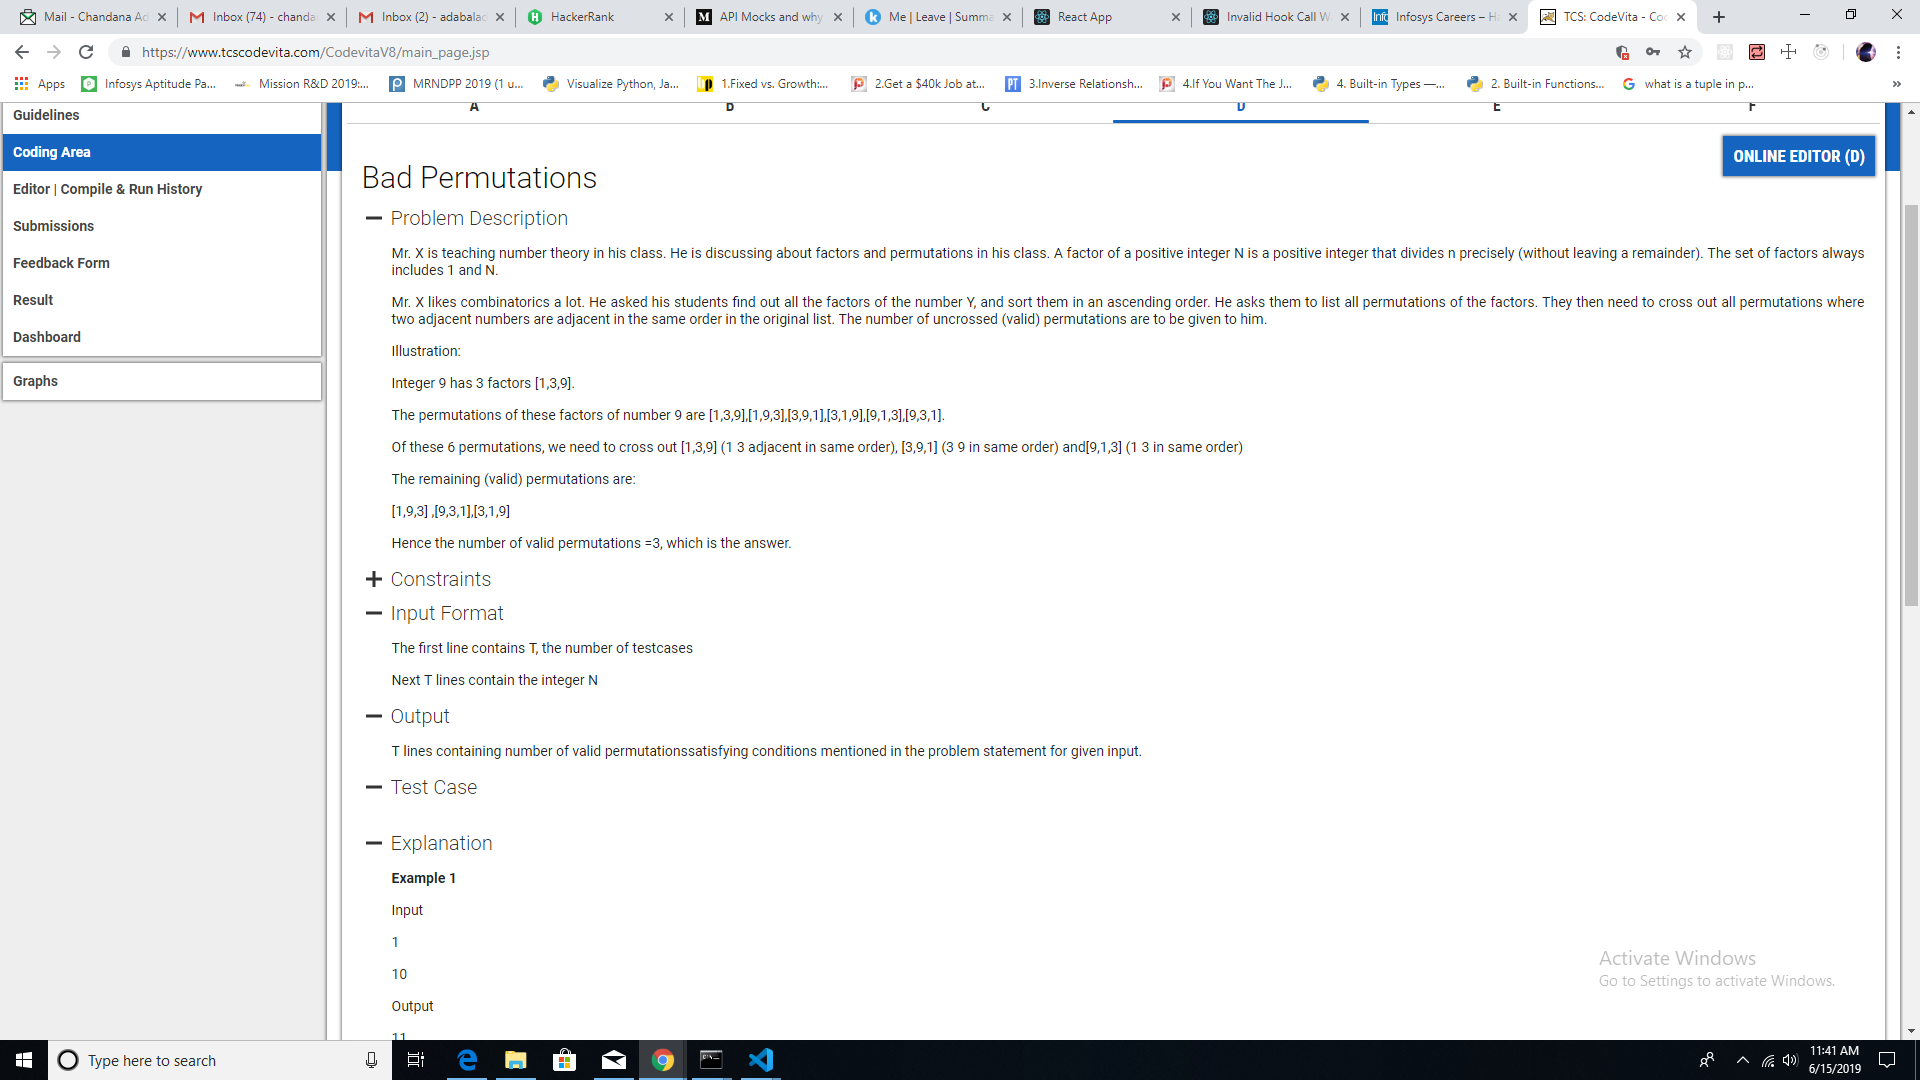 Mail - Chandana Ad
Inbox (74) - chanda
Inbox (2) - adabalac
HackerRank
API Mocks and why
Me | Leave | Summa
React App
Invalid Hook Call W
Infosys Careers – Ha
TCS: CodeVita - Cod
https://www.tcscodevita.com/CodevitaV8/main_page.jsp
Apps
Infosys Aptitude Pa...
Mission R&D 2019:...
MRNDPP 2019 (1 u...
Visualize Python, Ja...
1.Fixed vs. Growth:...
2.Get a $40k Job at...
3.Inverse Relationsh...
4.If You Want The J...
4. Built-in Types —...
2. Built-in Functions...
what is a tuple in p...
Guidelines
Coding Area
Editor | Compile & Run History
Submissions
Feedback Form
Result
Dashboard
Graphs
A B C D E F
ONLINE EDITOR (D)
Bad Permutations
Problem Description
Mr. X is teaching number theory in his class. He is discussing about factors and permutations in his class. A factor of a positive integer N is a positive integer that divides n precisely (without leaving a remainder). The set of factors always
includes 1 and N.
Mr. X likes combinatorics a lot. He asked his students find out all the factors of the number Y, and sort them in an ascending order. He asks them to list all permutations of the factors. They then need to cross out all permutations where
two adjacent numbers are adjacent in the same order in the original list. The number of uncrossed (valid) permutations are to be given to him.
Illustration:
Integer 9 has 3 factors [1,3,9].
The permutations of these factors of number 9 are [1,3,9],[1,9,3],[3,9,1],[3,1,9],[9,1,3],[9,3,1].
Of these 6 permutations, we need to cross out [1,3,9] (1 3 adjacent in same order), [3,9,1] (3 9 in same order) and[9,1,3] (1 3 in same order)
The remaining (valid) permutations are:
[1,9,3] ,[9,3,1],[3,1,9]
Hence the number of valid permutations =3, which is the answer.
Constraints
Input Format
The first line contains T, the number of testcases
Next T lines contain the integer N
Output
T lines containing number of valid permutationssatisfying conditions mentioned in the problem statement for given input.
Test Case
Explanation
Example 1
Input
1
10
Output
11
Activate Windows
Go to Settings to activate Windows.
Type here to search
11:41 AM
6/15/2019